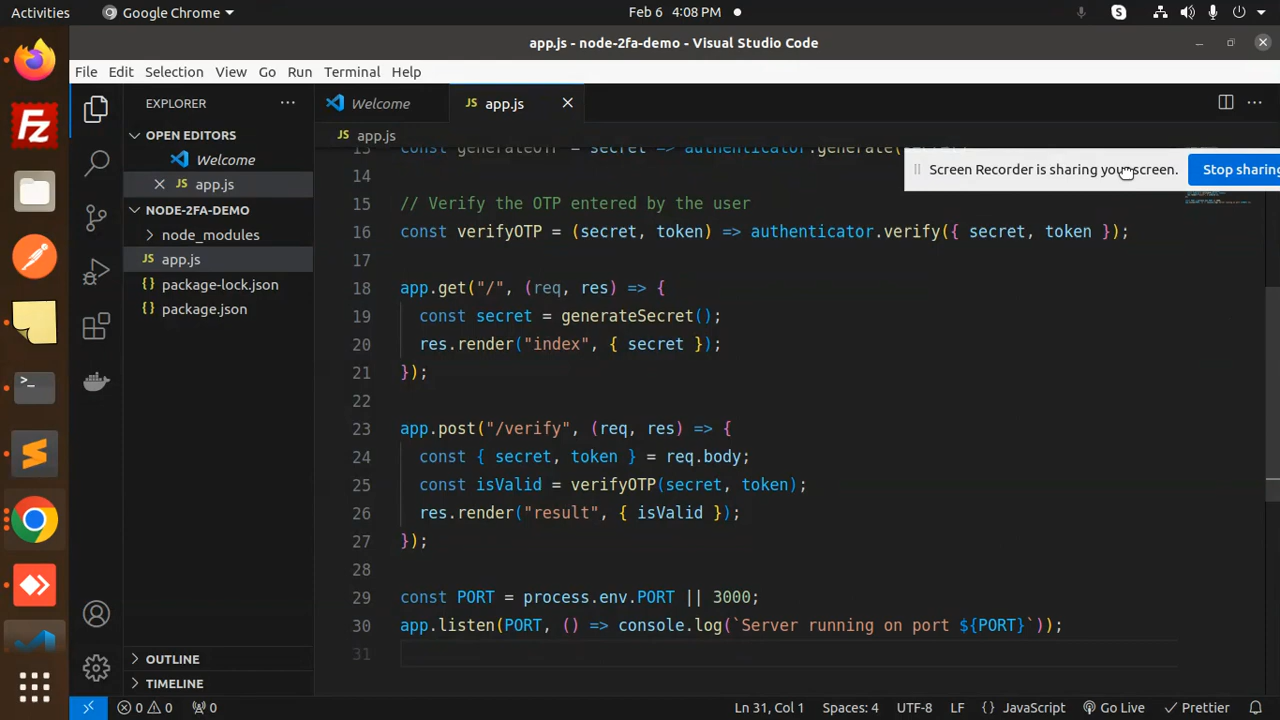 Activities
Google Chrome
Feb 6 4:08 PM
app.js - node-2fa-demo - Visual Studio Code
File Edit Selection View Go Run Terminal Help
EXPLORER
OPEN EDITORS
Welcome
app.js
NODE-2FA-DEMO
node_modules
app.js
package-lock.json
package.json
OUTLINE
TIMELINE
Welcome
app.js
app.js
13 const generateOTP = secret => authenticator.generate(
14
15 // Verify the OTP entered by the user
16 const verifyOTP = (secret, token) => authenticator.verify({ secret, token });
17
18 app.get("/", (req, res) => {
19 const secret = generateSecret();
20 res.render("index", { secret });
21 });
22
23 app.post("/verify", (req, res) => {
24 const { secret, token } = req.body;
25 const isValid = verifyOTP(secret, token);
26 res.render("result", { isValid });
27 });
28
29 const PORT = process.env.PORT || 3000;
30 app.listen(PORT, () => console.log(`Server running on port ${PORT}`));
31
Screen Recorder is sharing your screen.
Stop sharing
0 0 0
Ln 31, Col 1 Spaces: 4 UTF-8 LF {} JavaScript Go Live Prettier